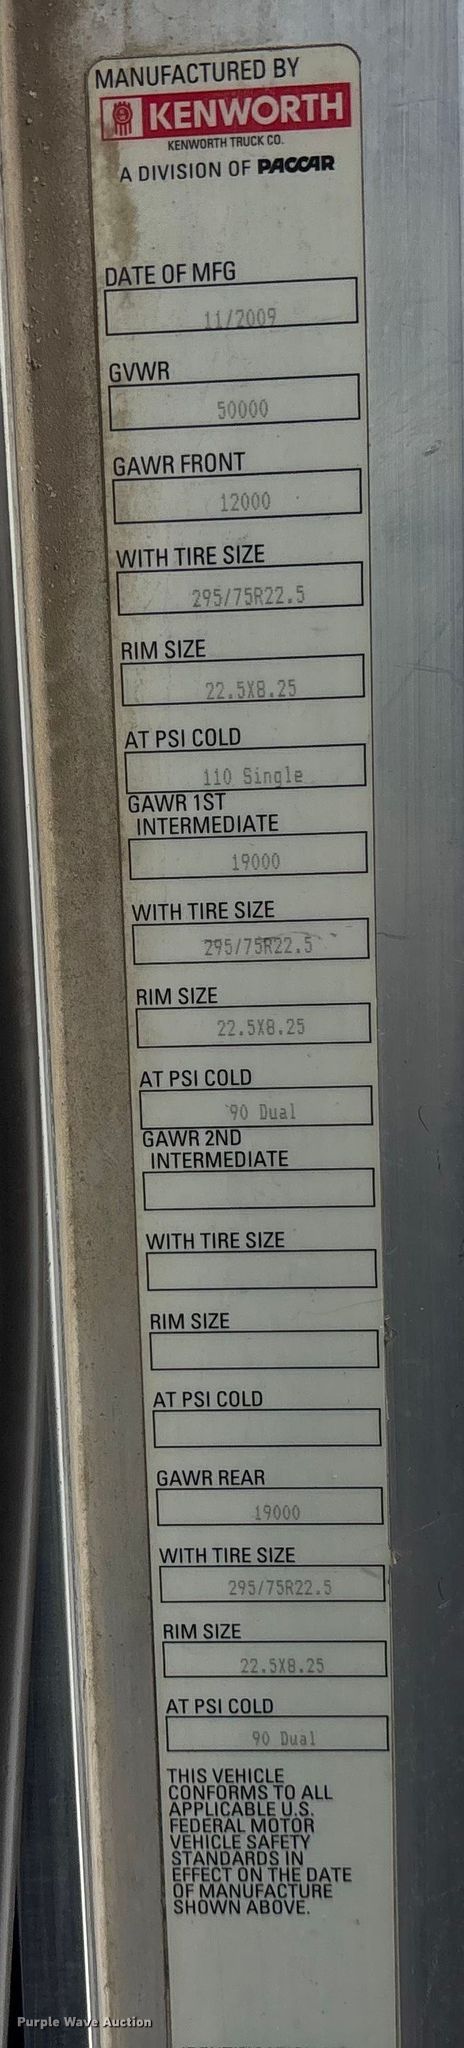 MANUFACTURED BY
KENWORTH
KENWORTH TRUCK CO.
A DIVISION OF PACCAR
DATE OF MFG
11/2009
GVWR
50000
GAWR FRONT
12000
WITH TIRE SIZE
295/75R22.5
RIM SIZE
22.5X8.25
AT PSI COLD
110 Single
GAWR 1ST
INTERMEDIATE
19000
WITH TIRE SIZE
295/75R22.5
RIM SIZE
22.5X8.25
AT PSI COLD
90 Dual
GAWR 2ND
INTERMEDIATE
WITH TIRE SIZE
RIM SIZE
AT PSI COLD
GAWR REAR
19000
WITH TIRE SIZE
295/75R22.5
RIM SIZE
22.5X8.25
AT PSI COLD
90 Dual
THIS VEHICLE
CONFORMS TO ALL
APPLICABLE U.S.
FEDERAL MOTOR
VEHICLE SAFETY
STANDARDS IN
EFFECT ON THE DATE
OF MANUFACTURE
SHOWN ABOVE.
Purple Wave Auction